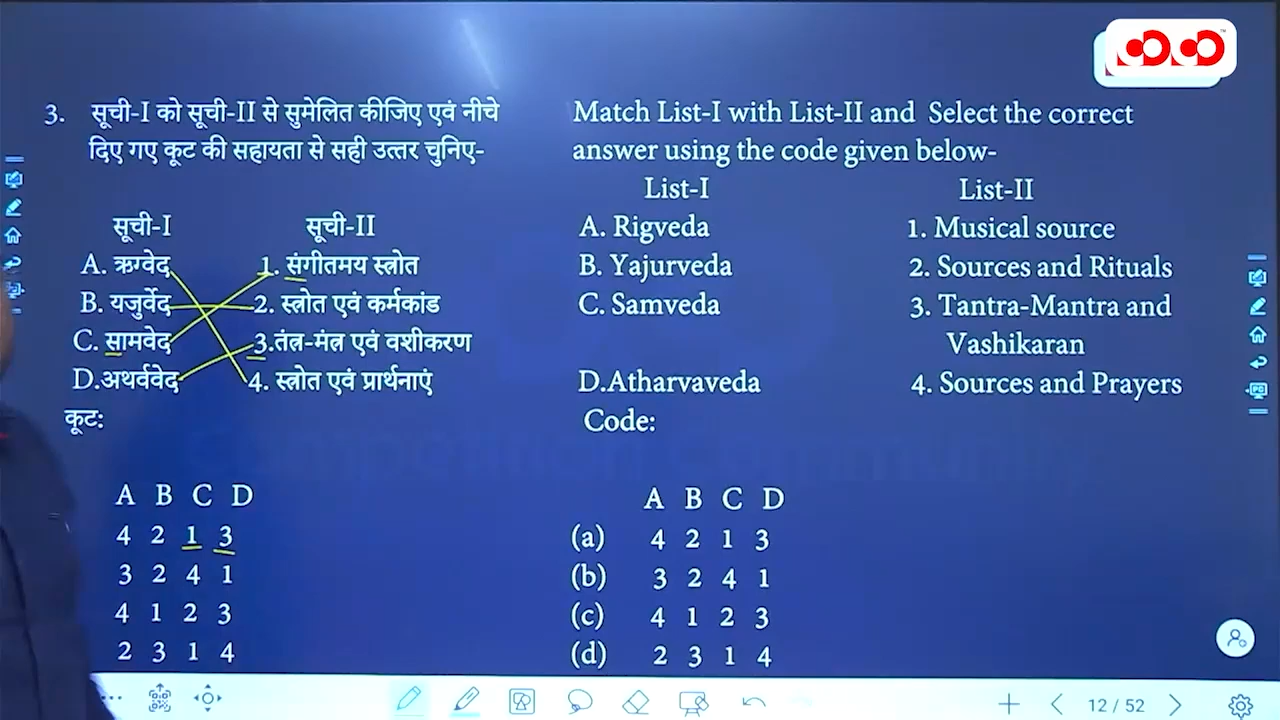 3. सूची-I को सूची-II से सुमेलित कीजिए एवं नीचे
दिए गए कूट की सहायता से सही उत्तर चुनिए-
सूची-I सूची-II
A. ऋग्वेद 1. संगीतमय स्त्रोत
B. यजुर्वेद 2. स्त्रोत एवं कर्मकांड
C. सामवेद 3.तंत्र-मंत्र एवं वशीकरण
D.अथर्ववेद 4. स्त्रोत एवं प्रार्थनाएं
कूट:
A B C D
4 2 1 3
3 2 4 1
4 1 2 3
2 3 1 4
Match List-I with List-II and Select the correct
answer using the code given below-
List-I List-II
A. Rigveda 1. Musical source
B. Yajurveda 2. Sources and Rituals
C. Samveda 3. Tantra-Mantra and
Vashikaran
D.Atharvaveda 4. Sources and Prayers
Code:
A B C D
(a) 4 2 1 3
(b) 3 2 4 1
(c) 4 1 2 3
(d) 2 3 1 4
12 / 52